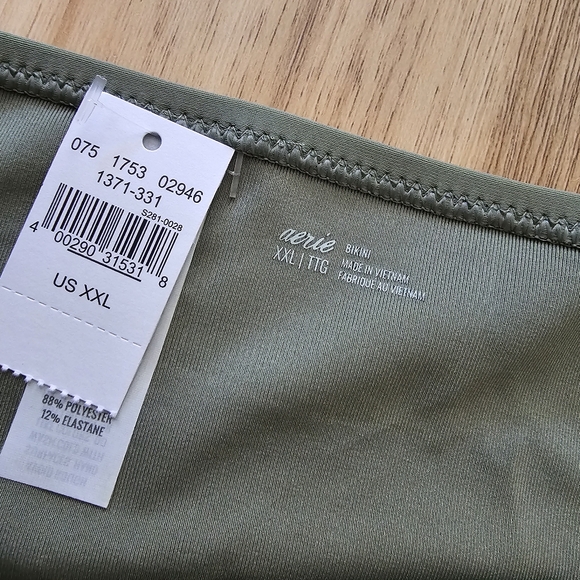 075 1753 02946
1371-331
S281-0028
4 00290 31531 8
US XXL
88% POLYESTER
12% ELASTANE
aerie BIKINI
XXL | TTG MADE IN VIETNAM
FABRIQUÉ AU VIETNAM